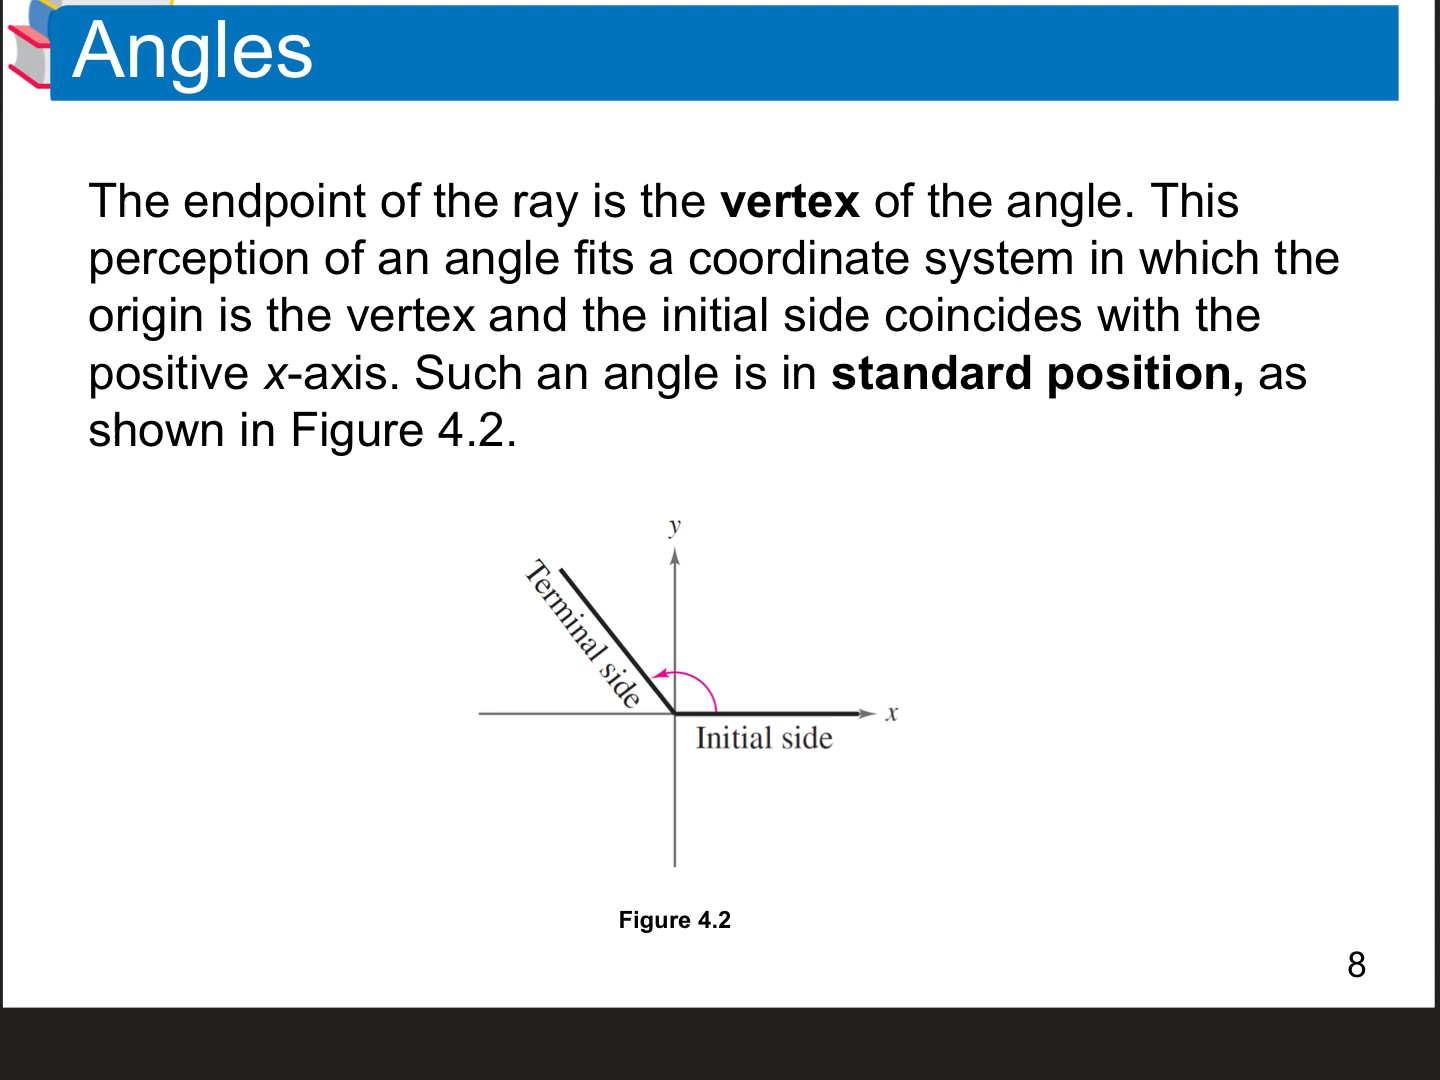 Angles
The endpoint of the ray is the vertex of the angle. This
perception of an angle fits a coordinate system in which the
origin is the vertex and the initial side coincides with the
positive x-axis. Such an angle is in standard position, as
shown in Figure 4.2.
y
Terminal side
x
Initial side
Figure 4.2
8